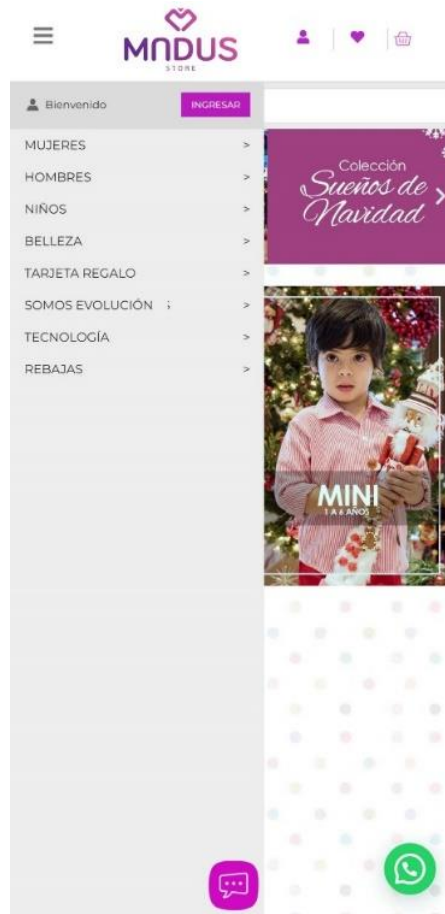 MNDUS
STORE
Bienvenido
INGRESAR
MUJERES >
HOMBRES >
NIÑOS >
BELLEZA >
TARJETA REGALO >
SOMOS EVOLUCIÓN >
TECNOLOGÍA >
REBAJAS >
Colección
Sueños de
Navidad
MINI
1 A 6 AÑOS